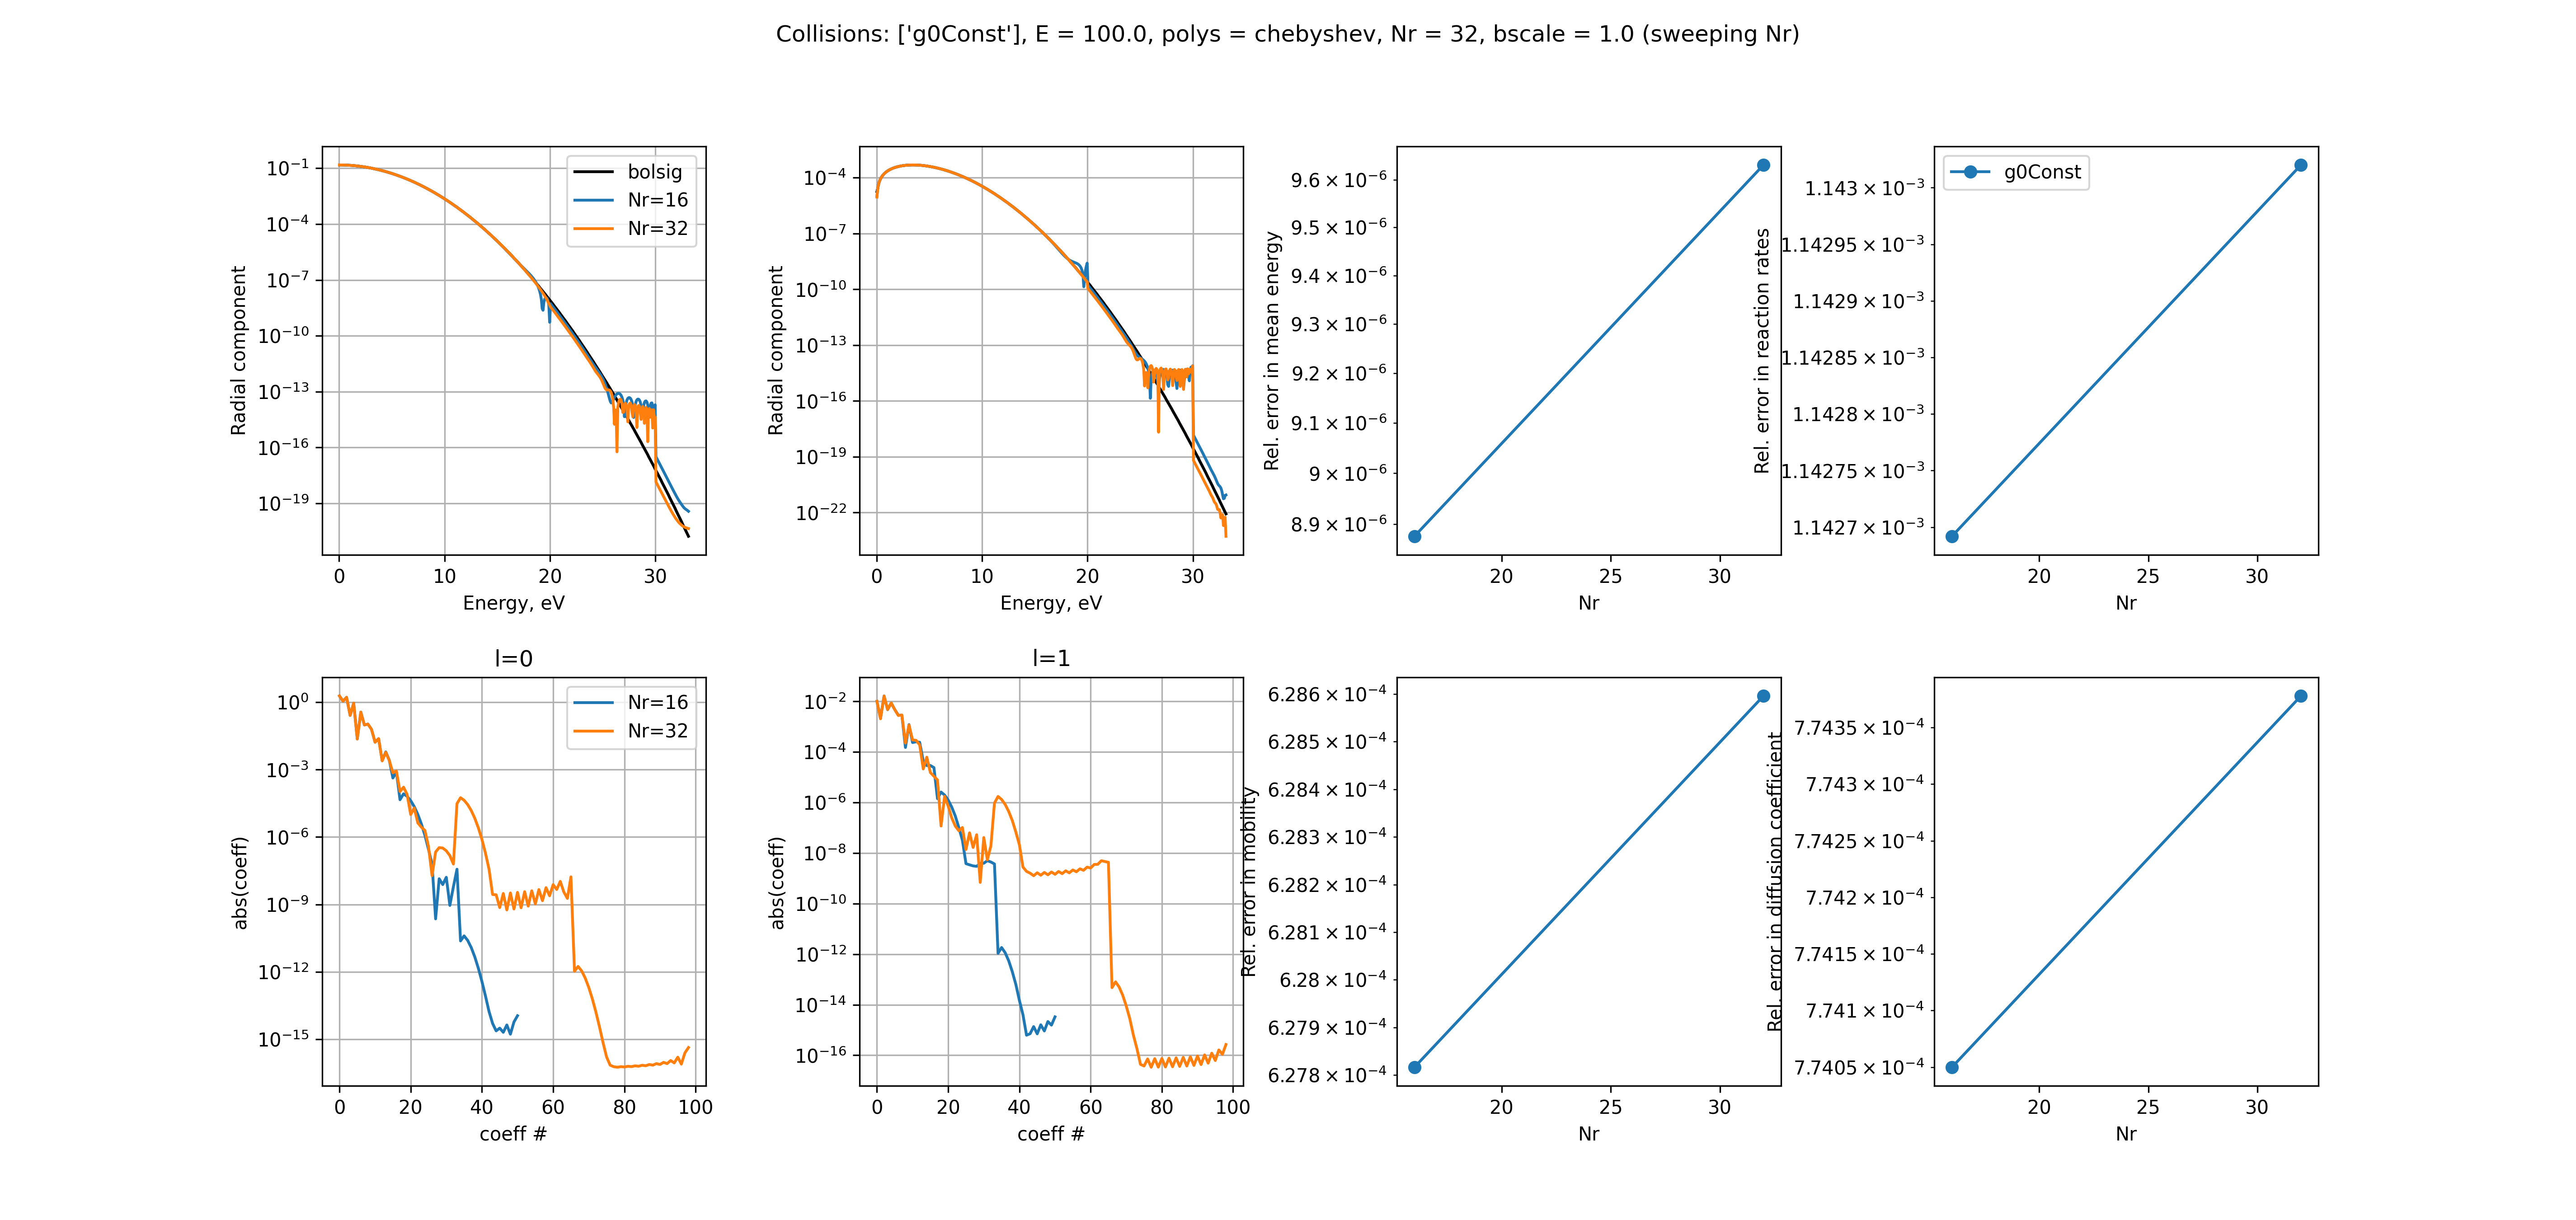 Collisions: ['g0Const'], E = 100.0, polys = chebyshev, Nr = 32, bscale = 1.0 (sweeping Nr)
Radial component
10⁻¹
10⁻⁴
10⁻⁷
10⁻¹⁰
10⁻¹³
10⁻¹⁶
10⁻¹⁹
bolsig
Nr=16
Nr=32
0 10 20 30
Energy, eV
Radial component
10⁻⁴
10⁻⁷
10⁻¹⁰
10⁻¹³
10⁻¹⁶
10⁻¹⁹
10⁻²²
0 10 20 30
Energy, eV
Rel. error in mean energy
9.6 × 10⁻⁶
9.5 × 10⁻⁶
9.4 × 10⁻⁶
9.3 × 10⁻⁶
9.2 × 10⁻⁶
9.1 × 10⁻⁶
9 × 10⁻⁶
8.9 × 10⁻⁶
20 25 30
Nr
Rel. error in reaction rates
1.143 × 10⁻³
1.14295 × 10⁻³
1.1429 × 10⁻³
1.14285 × 10⁻³
1.1428 × 10⁻³
1.14275 × 10⁻³
1.1427 × 10⁻³
g0Const
20 25 30
Nr
l=0
abs(coeff)
10⁰
10⁻³
10⁻⁶
10⁻⁹
10⁻¹²
10⁻¹⁵
Nr=16
Nr=32
0 20 40 60 80 100
coeff #
l=1
abs(coeff)
10⁻²
10⁻⁴
10⁻⁶
10⁻⁸
10⁻¹⁰
10⁻¹²
10⁻¹⁴
10⁻¹⁶
0 20 40 60 80 100
coeff #
Rel. error in mobility
6.286 × 10⁻⁴
6.285 × 10⁻⁴
6.284 × 10⁻⁴
6.283 × 10⁻⁴
6.282 × 10⁻⁴
6.281 × 10⁻⁴
6.28 × 10⁻⁴
6.279 × 10⁻⁴
6.278 × 10⁻⁴
20 25 30
Nr
Rel. error in diffusion coefficient
7.7435 × 10⁻⁴
7.743 × 10⁻⁴
7.7425 × 10⁻⁴
7.742 × 10⁻⁴
7.7415 × 10⁻⁴
7.741 × 10⁻⁴
7.7405 × 10⁻⁴
20 25 30
Nr